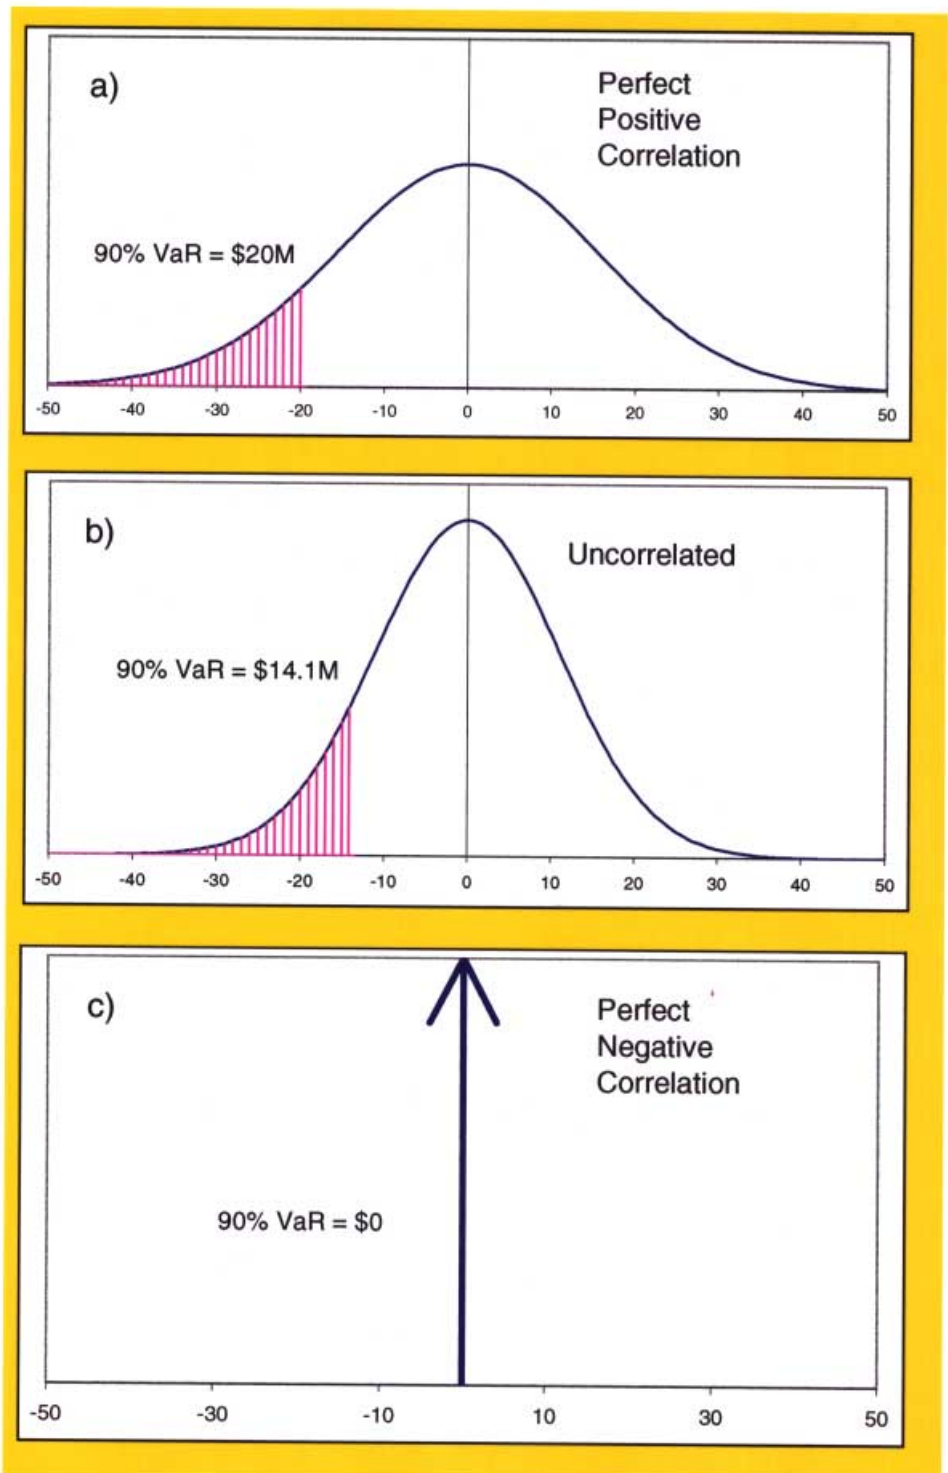 a)
Perfect
Positive
Correlation
90% VaR = $20M
-50 -40 -30 -20 -10 0 10 20 30 40 50
b)
Uncorrelated
90% VaR = $14.1M
-50 -40 -30 -20 -10 0 10 20 30 40 50
c)
Perfect
Negative
Correlation
90% VaR = $0
-50 -30 -10 10 30 50